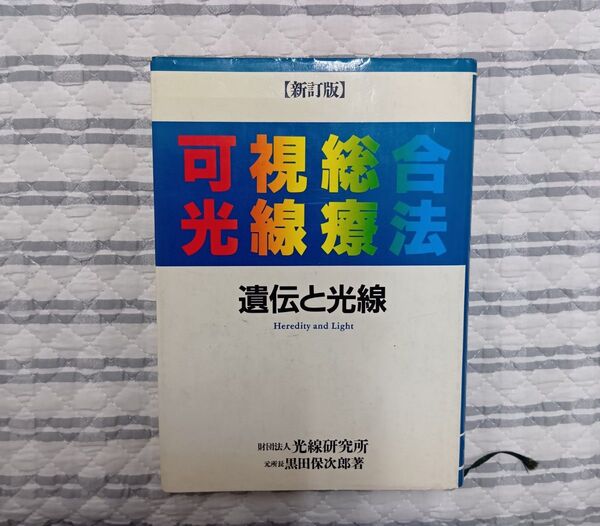 【新訂版】
可視総合
光線療法
遺伝と光線
Heredity and Light
財団法人 光線研究所
元所長 黒田保次郎著